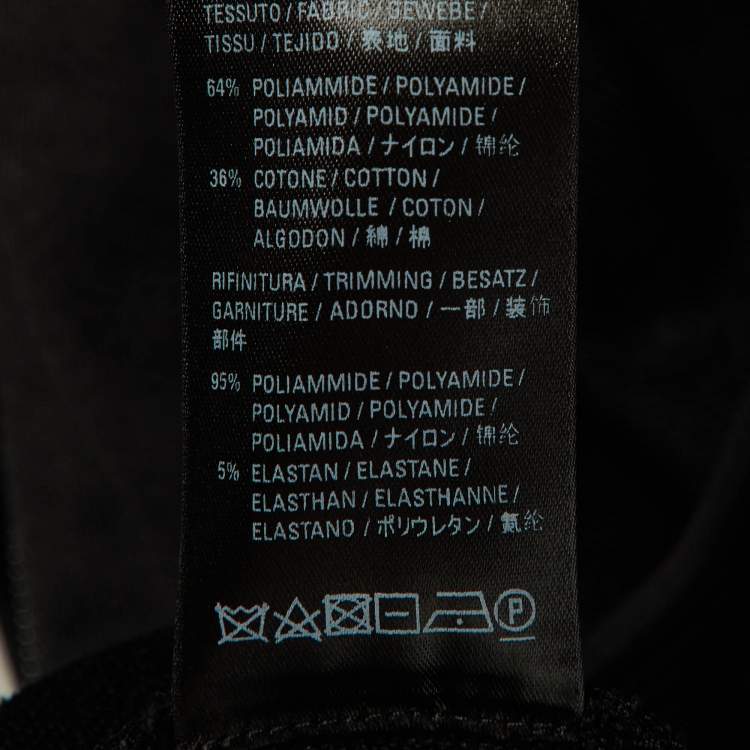 TESSUTO / FABRIC / GEWEBE /
TISSU / TEJIDO / 表地 / 面料
64% POLIAMMIDE / POLYAMIDE /
POLYAMID / POLYAMIDE /
POLIAMIDA / ナイロン / 锦纶
36% COTONE / COTTON /
BAUMWOLLE / COTON /
ALGODON / 綿 / 棉
RIFINITURA / TRIMMING / BESATZ /
GARNITURE / ADORNO / 一部 / 装饰
部件
95% POLIAMMIDE / POLYAMIDE /
POLYAMID / POLYAMIDE /
POLIAMIDA / ナイロン / 锦纶
5% ELASTAN / ELASTANE /
ELASTHAN / ELASTHANNE /
ELASTANO / ポリウレタン / 氨纶
P